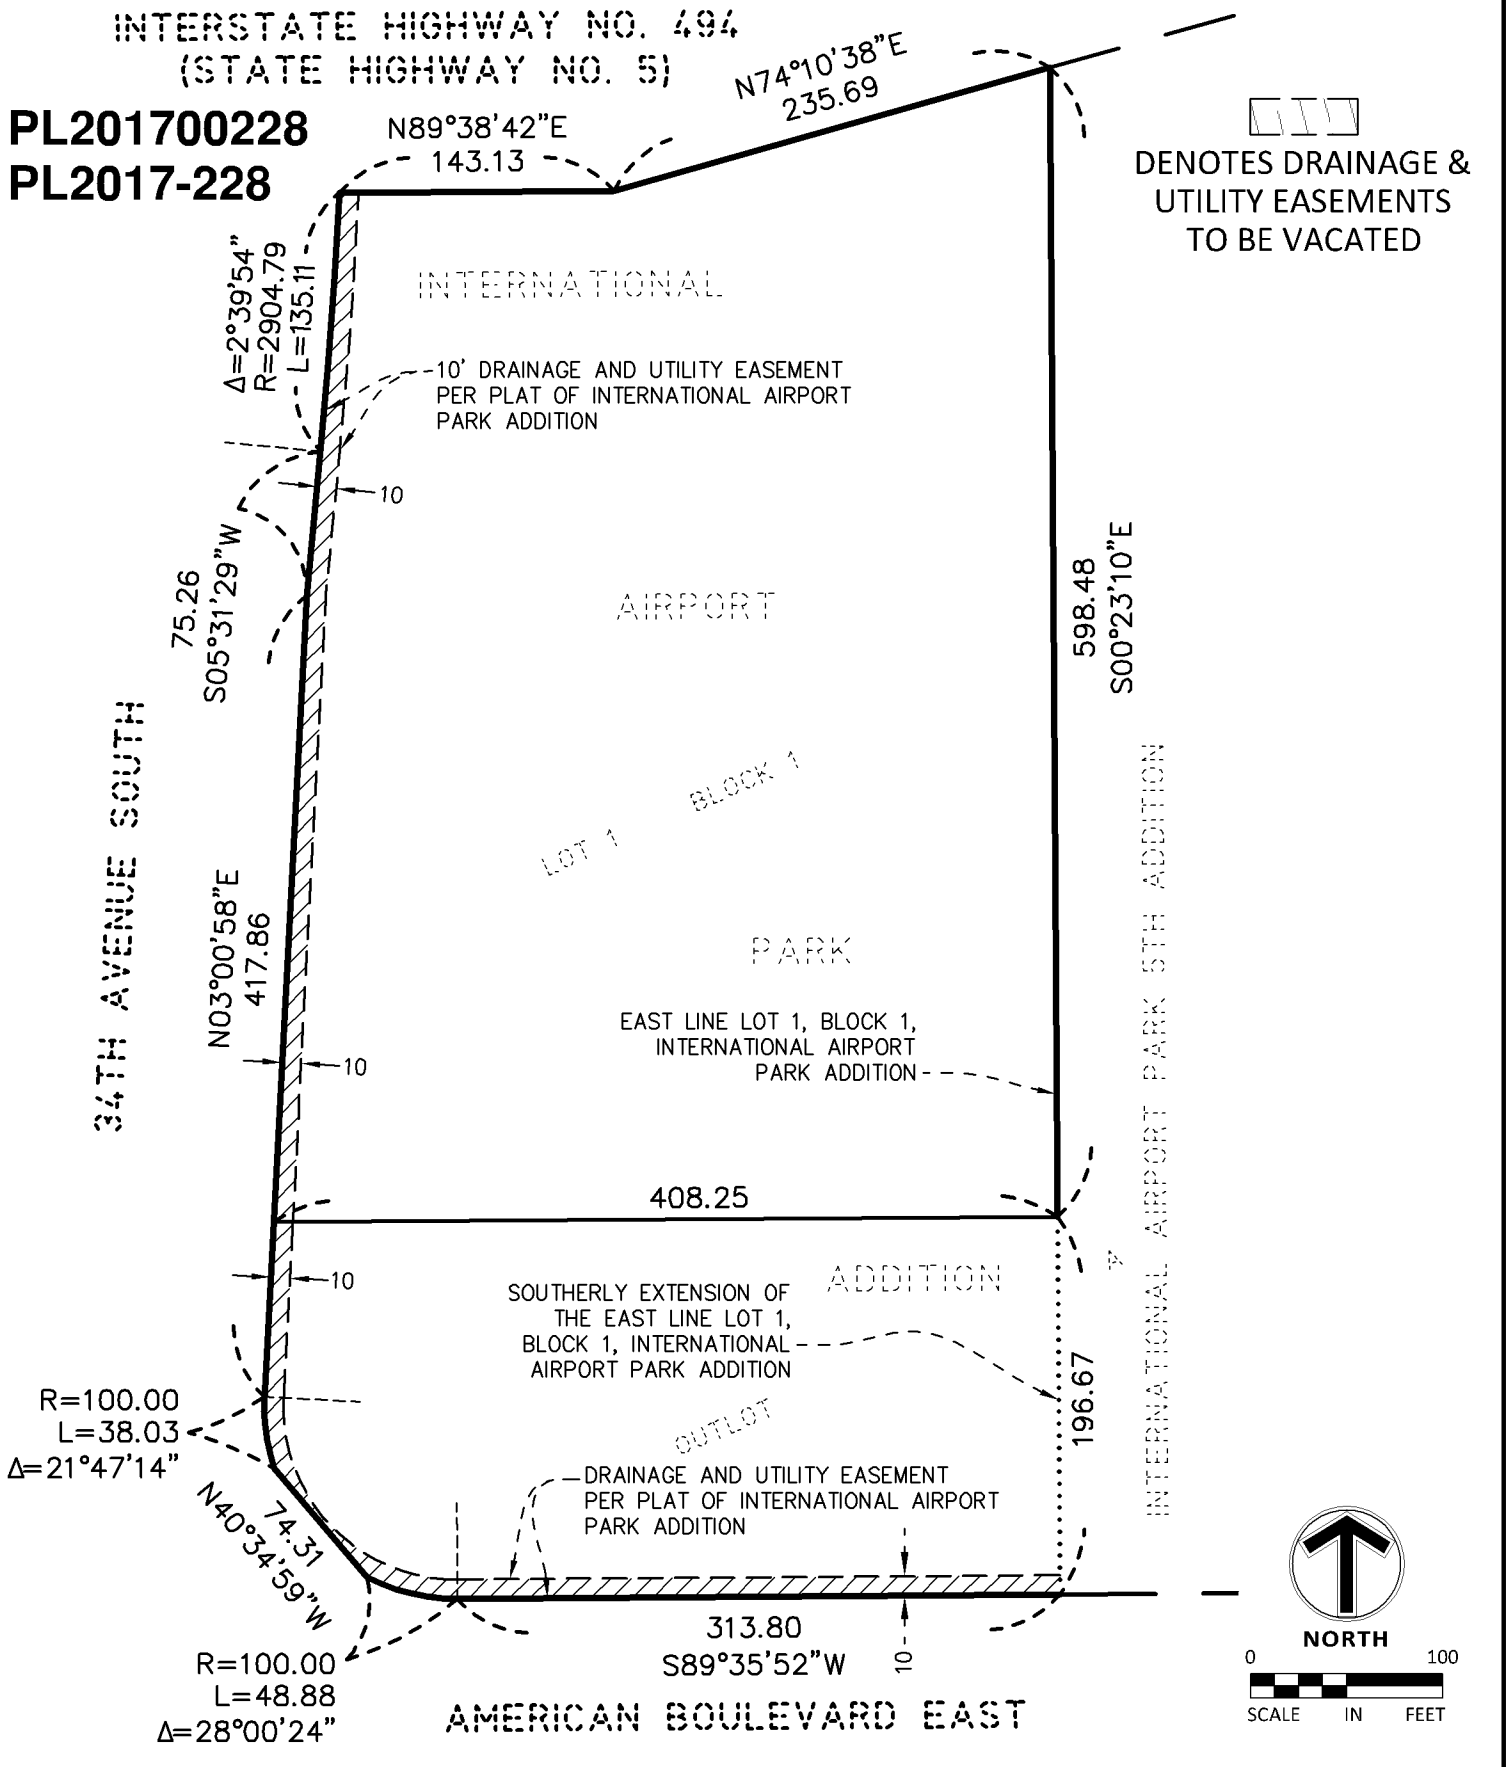 INTERSTATE HIGHWAY NO. 494
(STATE HIGHWAY NO. 5)
PL201700228
PL2017-228
N89°38'42"E
143.13
N74°10'38"E
235.69
DENOTES DRAINAGE &
UTILITY EASEMENTS
TO BE VACATED
Δ=2°39'54"
R=2904.79
L=135.11
INTERNATIONAL
10' DRAINAGE AND UTILITY EASEMENT
PER PLAT OF INTERNATIONAL AIRPORT
PARK ADDITION
10
75.26
S05°31'29"W
AIRPORT
598.48
S00°23'10"E
34TH AVENUE SOUTH
BLOCK 1
LOT 1
N03°00'58"E
417.86
PARK
EAST LINE LOT 1, BLOCK 1,
INTERNATIONAL AIRPORT
PARK ADDITION
10
INTERNATIONAL AIRPORT PARK 5TH ADDITION
408.25
10
ADDITION
A
SOUTHERLY EXTENSION OF
THE EAST LINE LOT 1,
BLOCK 1, INTERNATIONAL
AIRPORT PARK ADDITION
196.67
R=100.00
L=38.03
Δ=21°47'14"
OUTLOT
DRAINAGE AND UTILITY EASEMENT
PER PLAT OF INTERNATIONAL AIRPORT
PARK ADDITION
74.31
N40°34'59"W
313.80
S89°35'52"W
10
R=100.00
L=48.88
Δ=28°00'24"
AMERICAN BOULEVARD EAST
NORTH
0 100
SCALE IN FEET